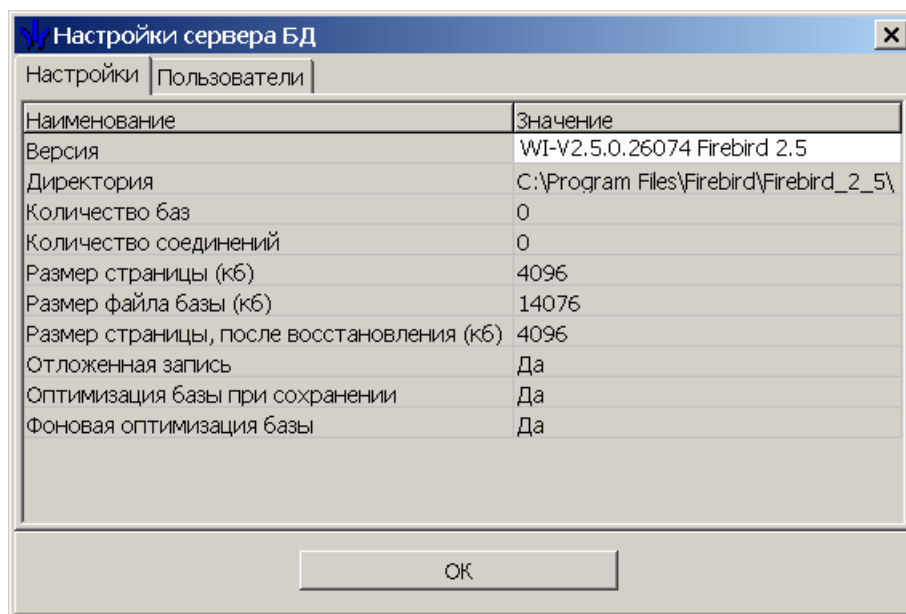 Настройки сервера БД
Настройки Пользователи
Наименование Значение
Версия WI-V2.5.0.26074 Firebird 2.5
Директория C:\Program Files\Firebird\Firebird_2_5\
Количество баз 0
Количество соединений 0
Размер страницы (кб) 4096
Размер файла базы (кб) 14076
Размер страницы, после восстановления (кб) 4096
Отложенная запись Да
Оптимизация базы при сохранении Да
Фоновая оптимизация базы Да
OK